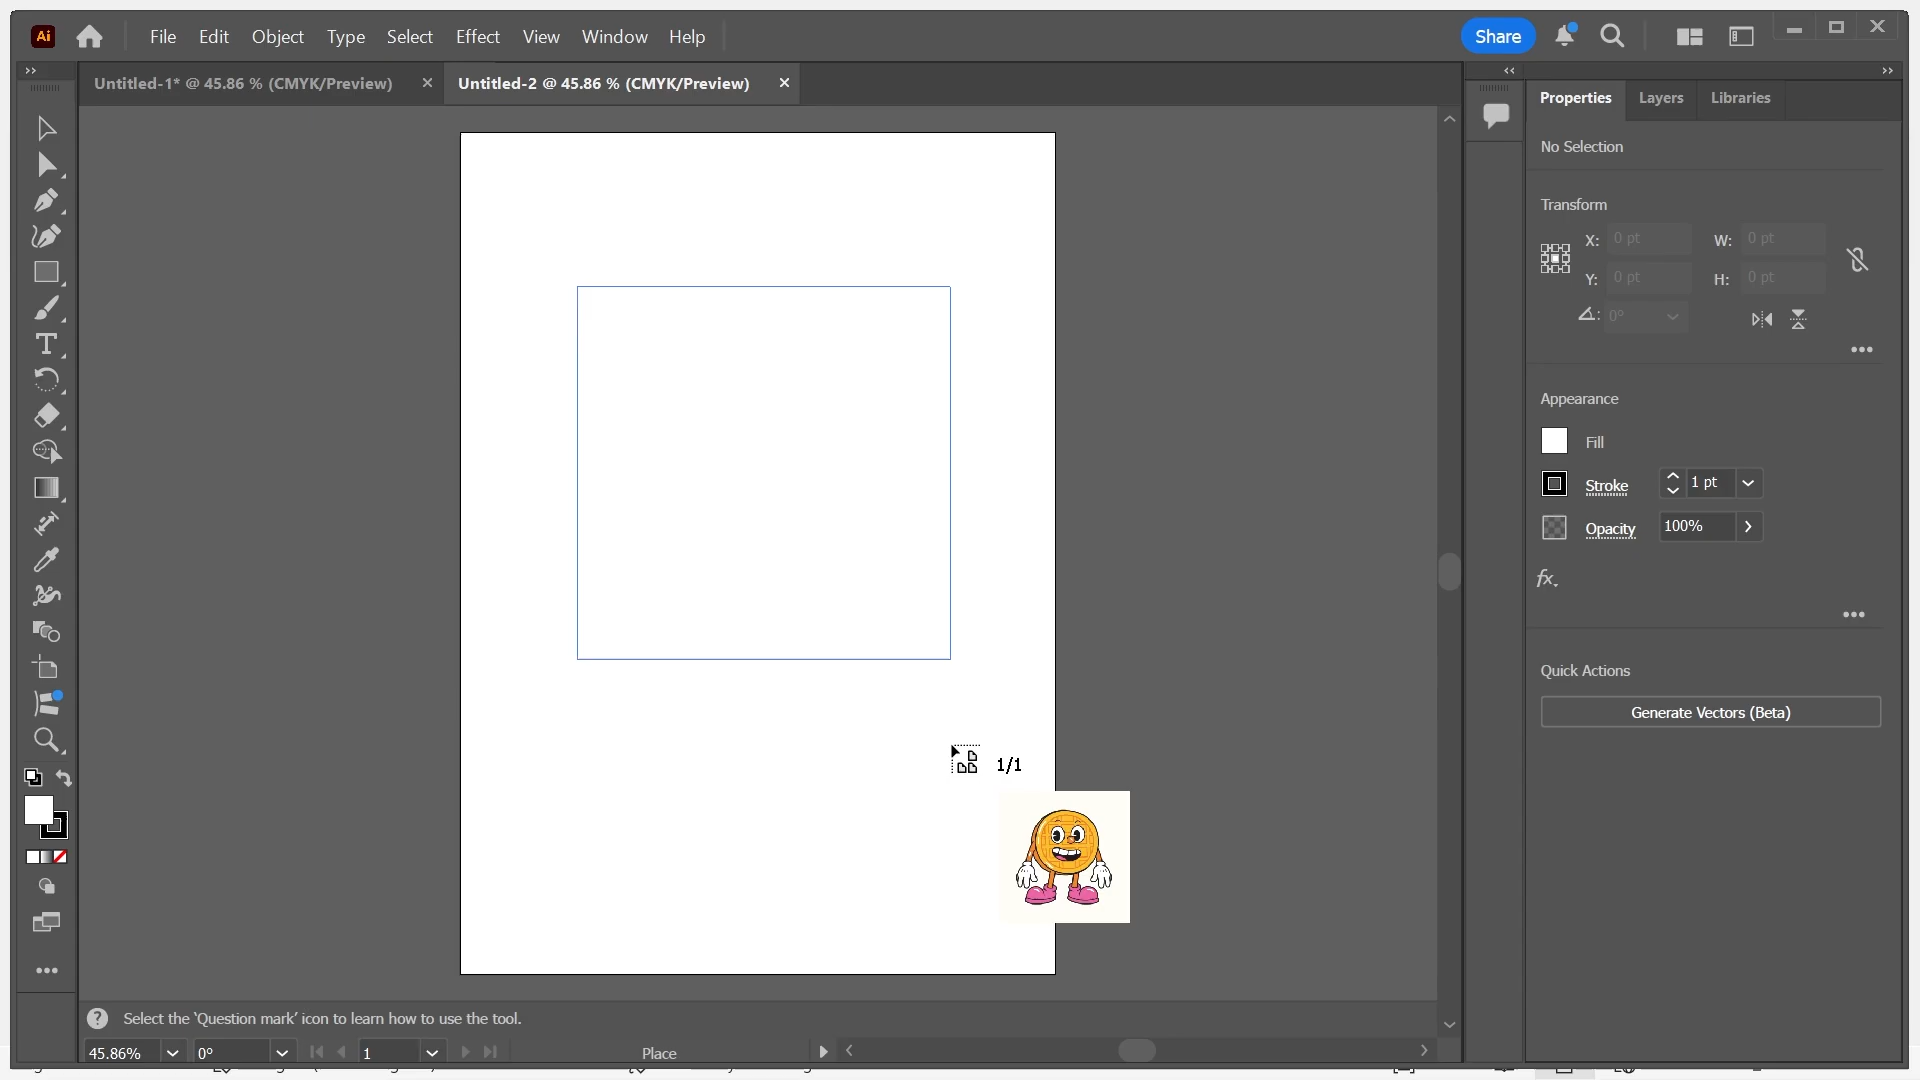 Ai File Edit Object Type Select Effect View Window Help Share
Untitled-1* @ 45.86 % (CMYK/Preview) Untitled-2 @ 45.86 % (CMYK/Preview)
Properties Layers Libraries
No Selection
Transform
X: 0 pt W: 0 pt
Y: 0 pt H: 0 pt
0°
Appearance
Fill
Stroke 1 pt
Opacity 100%
fx.
Quick Actions
Generate Vectors (Beta)
1/1
Select the 'Question mark' icon to learn how to use the tool.
45.86% 0° 1 Place